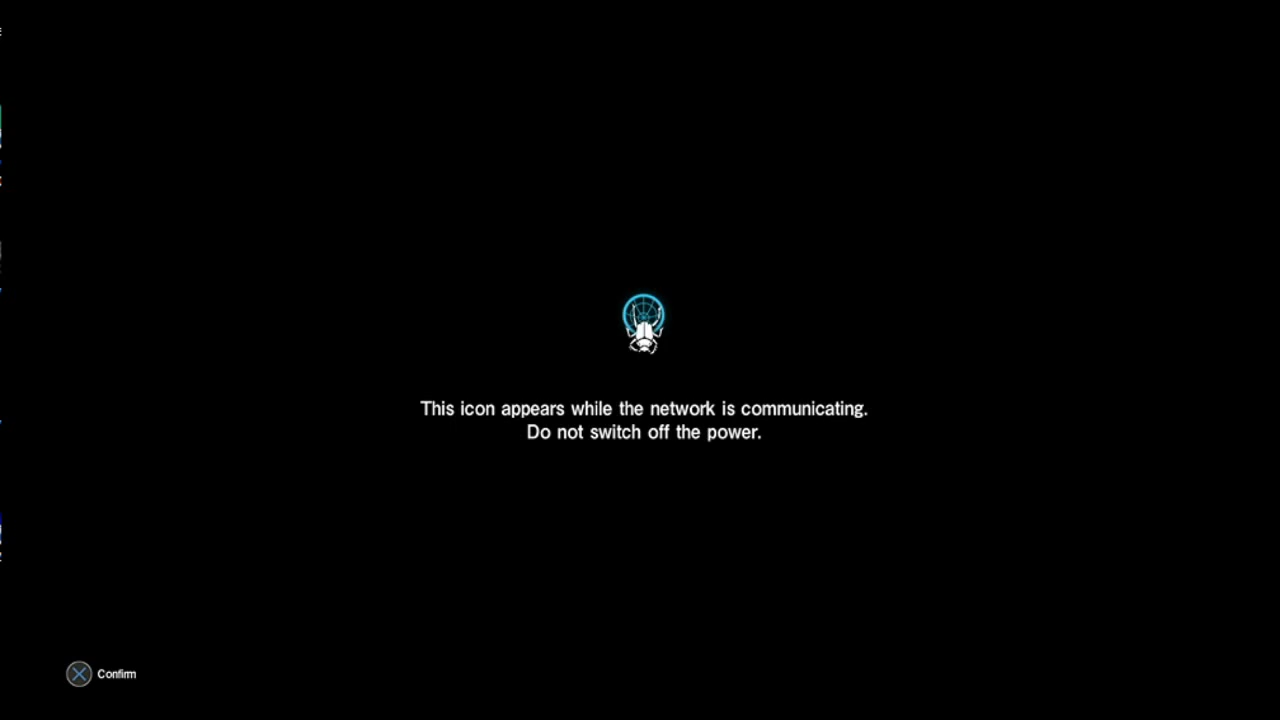 This icon appears while the network is communicating.
Do not switch off the power.
Confirm